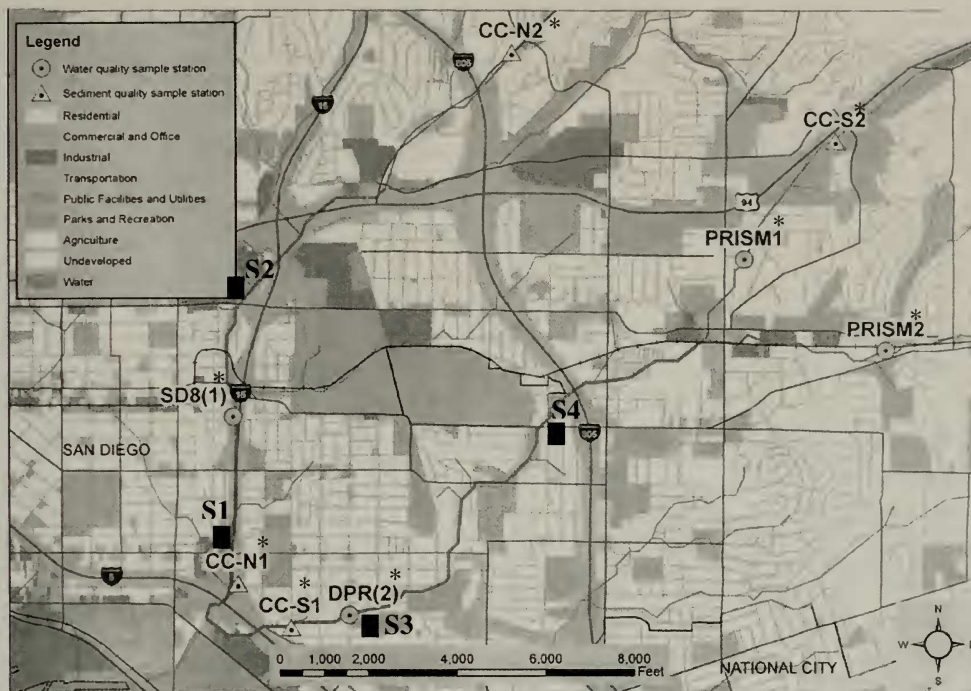 Legend
Water quality sample station
Sediment quality sample station
Residential
Commercial and Office
Industrial
Transportation
Public Facilities and Utilities
Parks and Recreation
Agriculture
Undeveloped
Water
CC-N2*
15
805
CC-S2*
94
PRISM1*
S2
PRISM2*
SD8(1)*
15
S4
805
SAN DIEGO
S1
CC-N1*
5
CC-S1*
DPR(2)*
S3
0 1,000 2,000 4,000 6,000 8,000
Feet
NATIONAL CITY
N
W
S